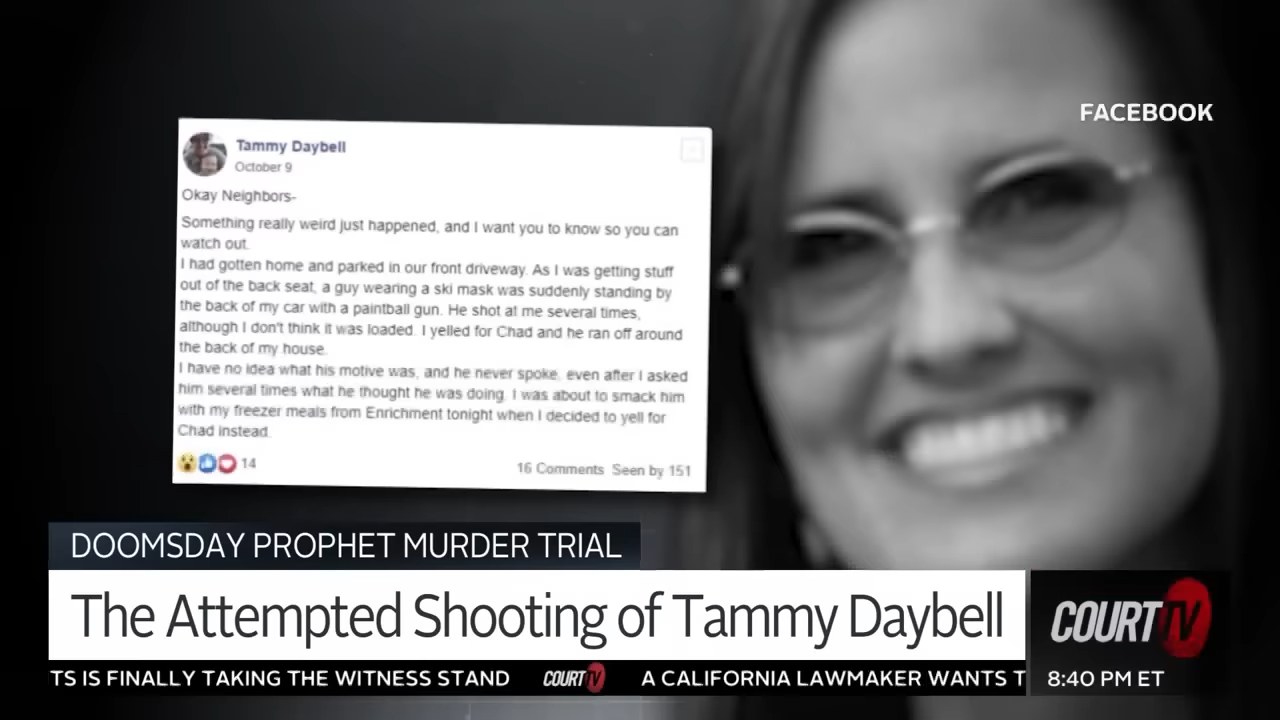 FACEBOOK
Tammy Daybell
October 9
Okay Neighbors-
Something really weird just happened, and I want you to know so you can
watch out.
I had gotten home and parked in our front driveway. As I was getting stuff
out of the back seat, a guy wearing a ski mask was suddenly standing by
the back of my car with a paintball gun. He shot at me several times,
although I don't think it was loaded. I yelled for Chad and he ran off around
the back of my house.
I have no idea what his motive was, and he never spoke, even after I asked
him several times what he thought he was doing. I was about to smack him
with my freezer meals from Enrichment tonight when I decided to yell for
Chad instead.
14
16 Comments Seen by 151
DOOMSDAY PROPHET MURDER TRIAL
The Attempted Shooting of Tammy Daybell
COURT TV
TS IS FINALLY TAKING THE WITNESS STAND COURT TV A CALIFORNIA LAWMAKER WANTS T
8:40 PM ET